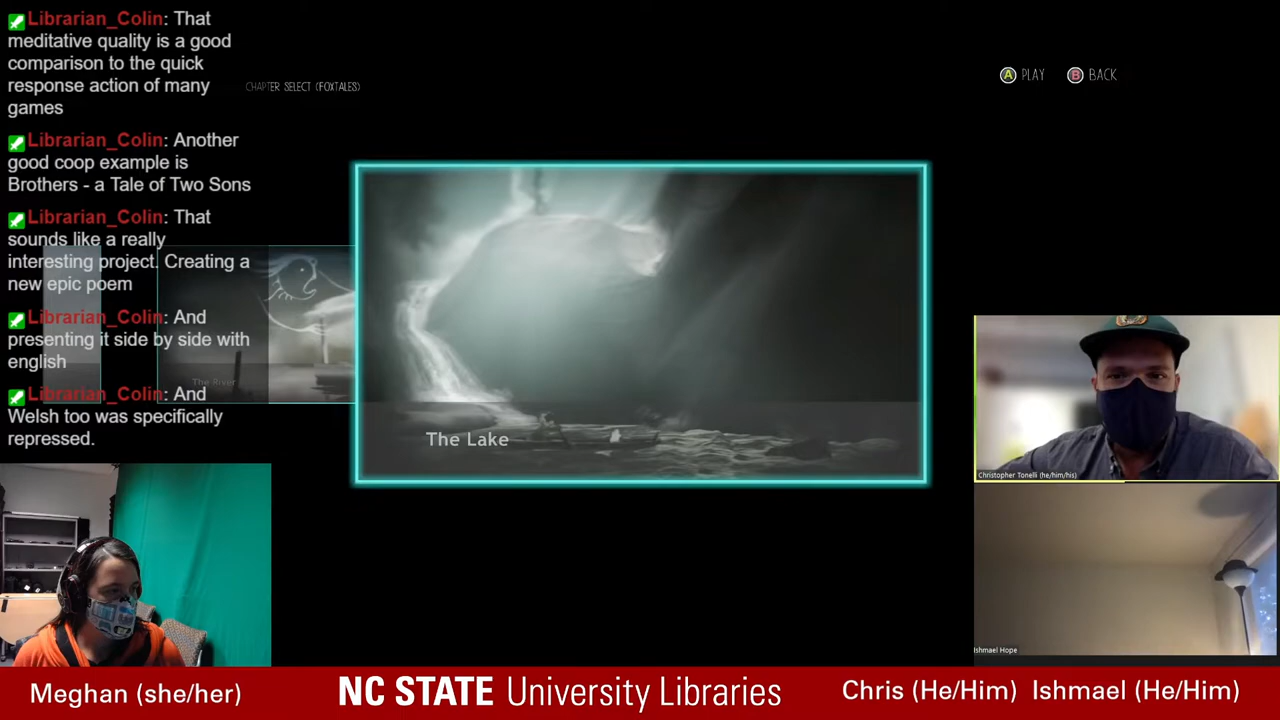 Librarian_Colin: That
meditative quality is a good
comparison to the quick
response action of many
games
Librarian_Colin: Another
good coop example is
Brothers - a Tale of Two Sons
Librarian_Colin: That
sounds like a really
interesting project. Creating a
new epic poem
Librarian_Colin: And
presenting it side by side with
english
Librarian_Colin: And
Welsh too was specifically
repressed.
CHAPTER SELECT (FOXTALES)
A PLAY B BACK
The River
The Lake
Christopher Tonelli (he/him/his)
Ishmael Hope
Meghan (she/her)
NC STATE University Libraries
Chris (He/Him) Ishmael (He/Him)